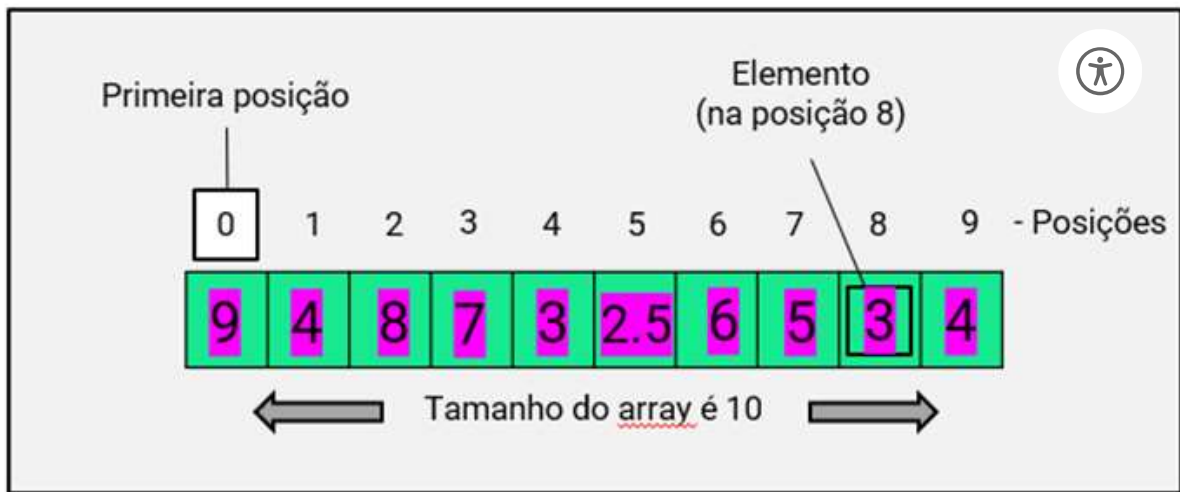 Primeira posição
Elemento
(na posição 8)
0 1 2 3 4 5 6 7 8 9 - Posições
9 4 8 7 3 2.5 6 5 3 4
Tamanho do array é 10